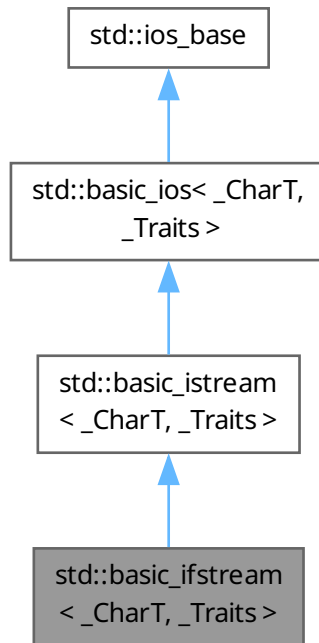 std::ios_base
std::basic_ios< _CharT,
_Traits >
std::basic_istream
< _CharT, _Traits >
std::basic_ifstream
< _CharT, _Traits >